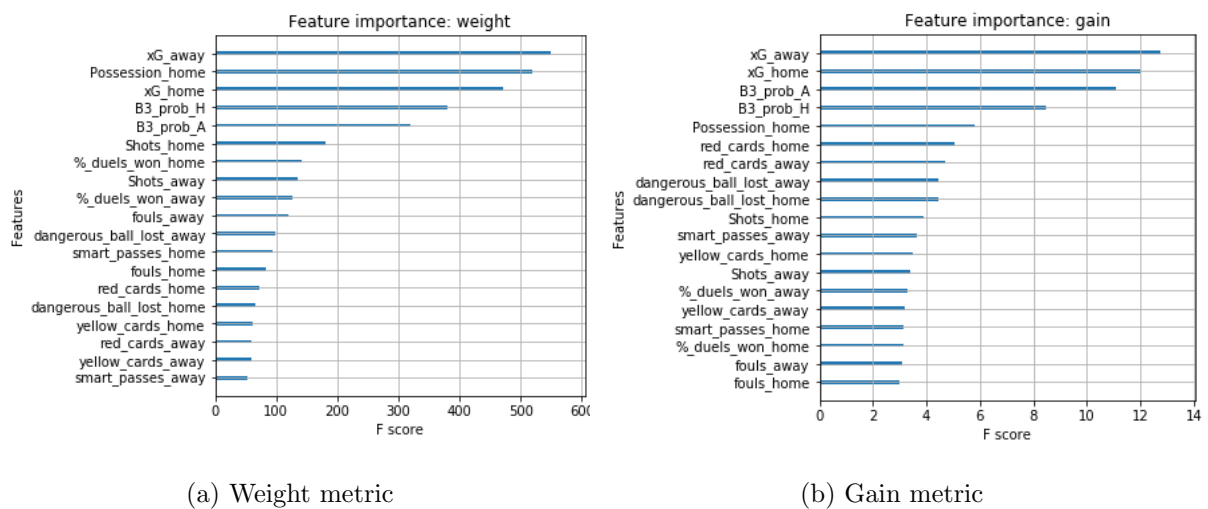 Feature importance: weight
Features
xG_away
Possession_home
xG_home
B3_prob_H
B3_prob_A
Shots_home
%_duels_won_home
Shots_away
%_duels_won_away
fouls_away
dangerous_ball_lost_away
smart_passes_home
fouls_home
red_cards_home
dangerous_ball_lost_home
yellow_cards_home
red_cards_away
yellow_cards_away
smart_passes_away
0 100 200 300 400 500 600
F score
(a) Weight metric
Feature importance: gain
Features
xG_away
xG_home
B3_prob_A
B3_prob_H
Possession_home
red_cards_home
red_cards_away
dangerous_ball_lost_away
dangerous_ball_lost_home
Shots_home
smart_passes_away
yellow_cards_home
Shots_away
%_duels_won_away
yellow_cards_away
smart_passes_home
%_duels_won_home
fouls_away
fouls_home
0 2 4 6 8 10 12 14
F score
(b) Gain metric